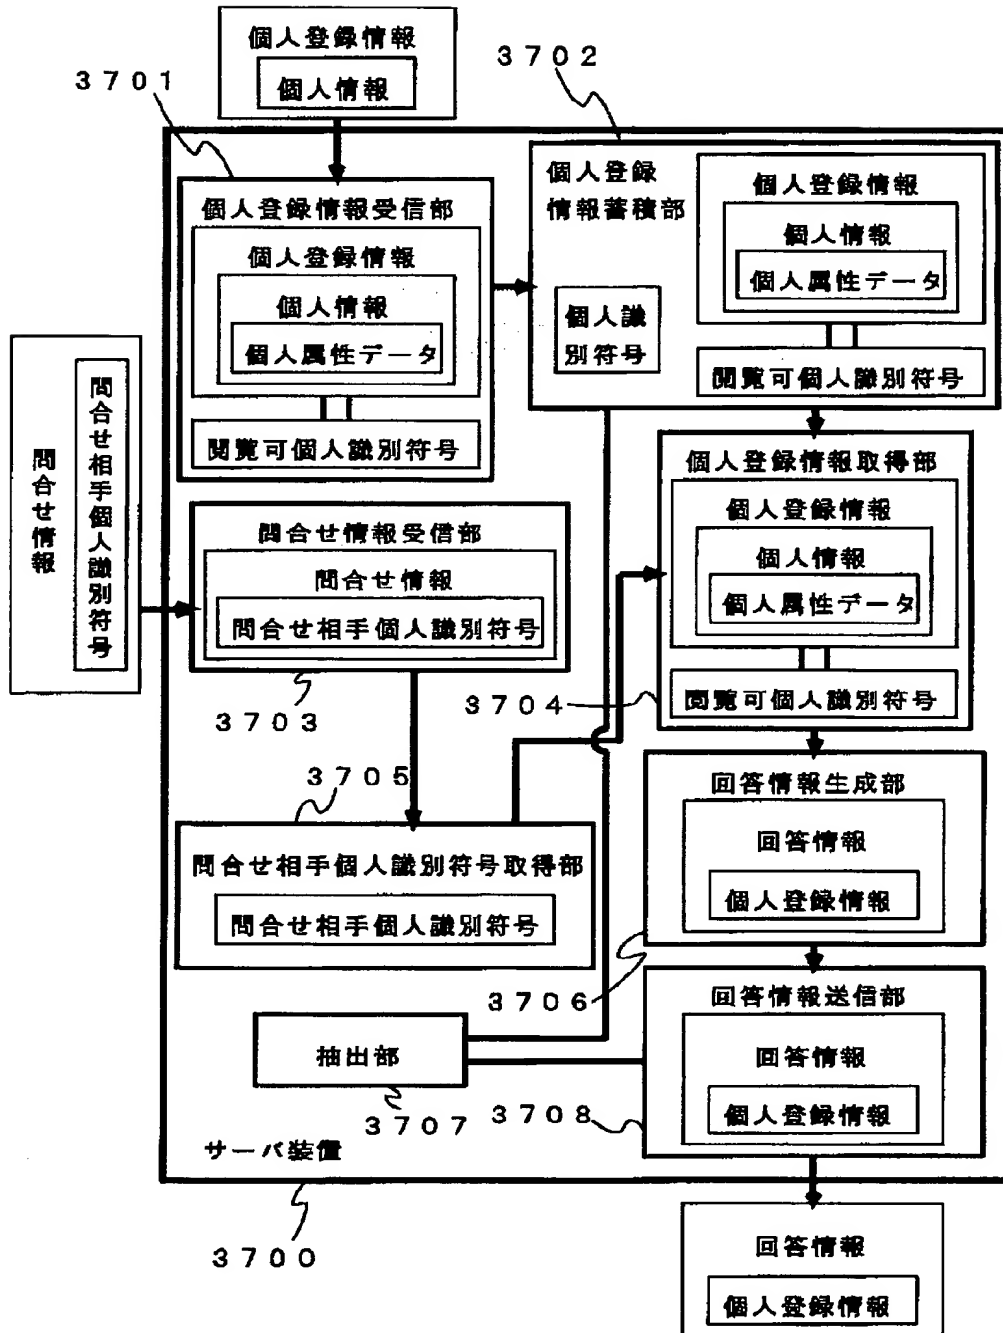 個人登録情報
個人情報
3701
3702
個人登録情報受信部
個人登録情報
個人情報
個人属性データ
閲覧可個人識別符号
個人登録
情報蓄積部
個人識
別符号
個人登録情報
個人情報
個人属性データ
閲覧可個人識別符号
問合せ情報
問合せ相手個人識別符号
問合せ情報受信部
問合せ情報
問合せ相手個人識別符号
3703
個人登録情報取得部
個人登録情報
個人情報
個人属性データ
閲覧可個人識別符号
3704
3705
問合せ相手個人識別符号取得部
問合せ相手個人識別符号
回答情報生成部
回答情報
個人登録情報
3706
抽出部
3707
回答情報送信部
回答情報
個人登録情報
3708
サーバ装置
3700
回答情報
個人登録情報